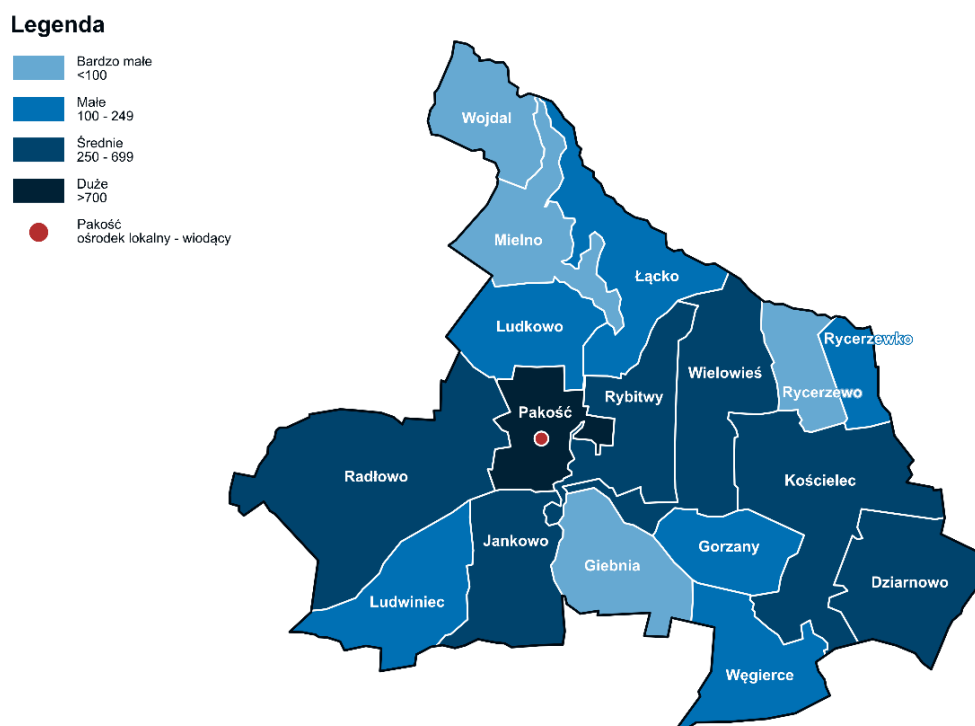 Legenda
Bardzo małe
<100
Małe
100 - 249
Średnie
250 - 699
Duże
>700
Pakość
ośrodek lokalny - wiodący
Wojdal
Mielno
Łącko
Ludkowo
Rycerzewko
Wielowieś
Rycerzewo
Rybitwy
Pakość
Radłowo
Kościelec
Jankowo
Gorzany
Giebnia
Dziarnowo
Ludwiniec
Węgierce